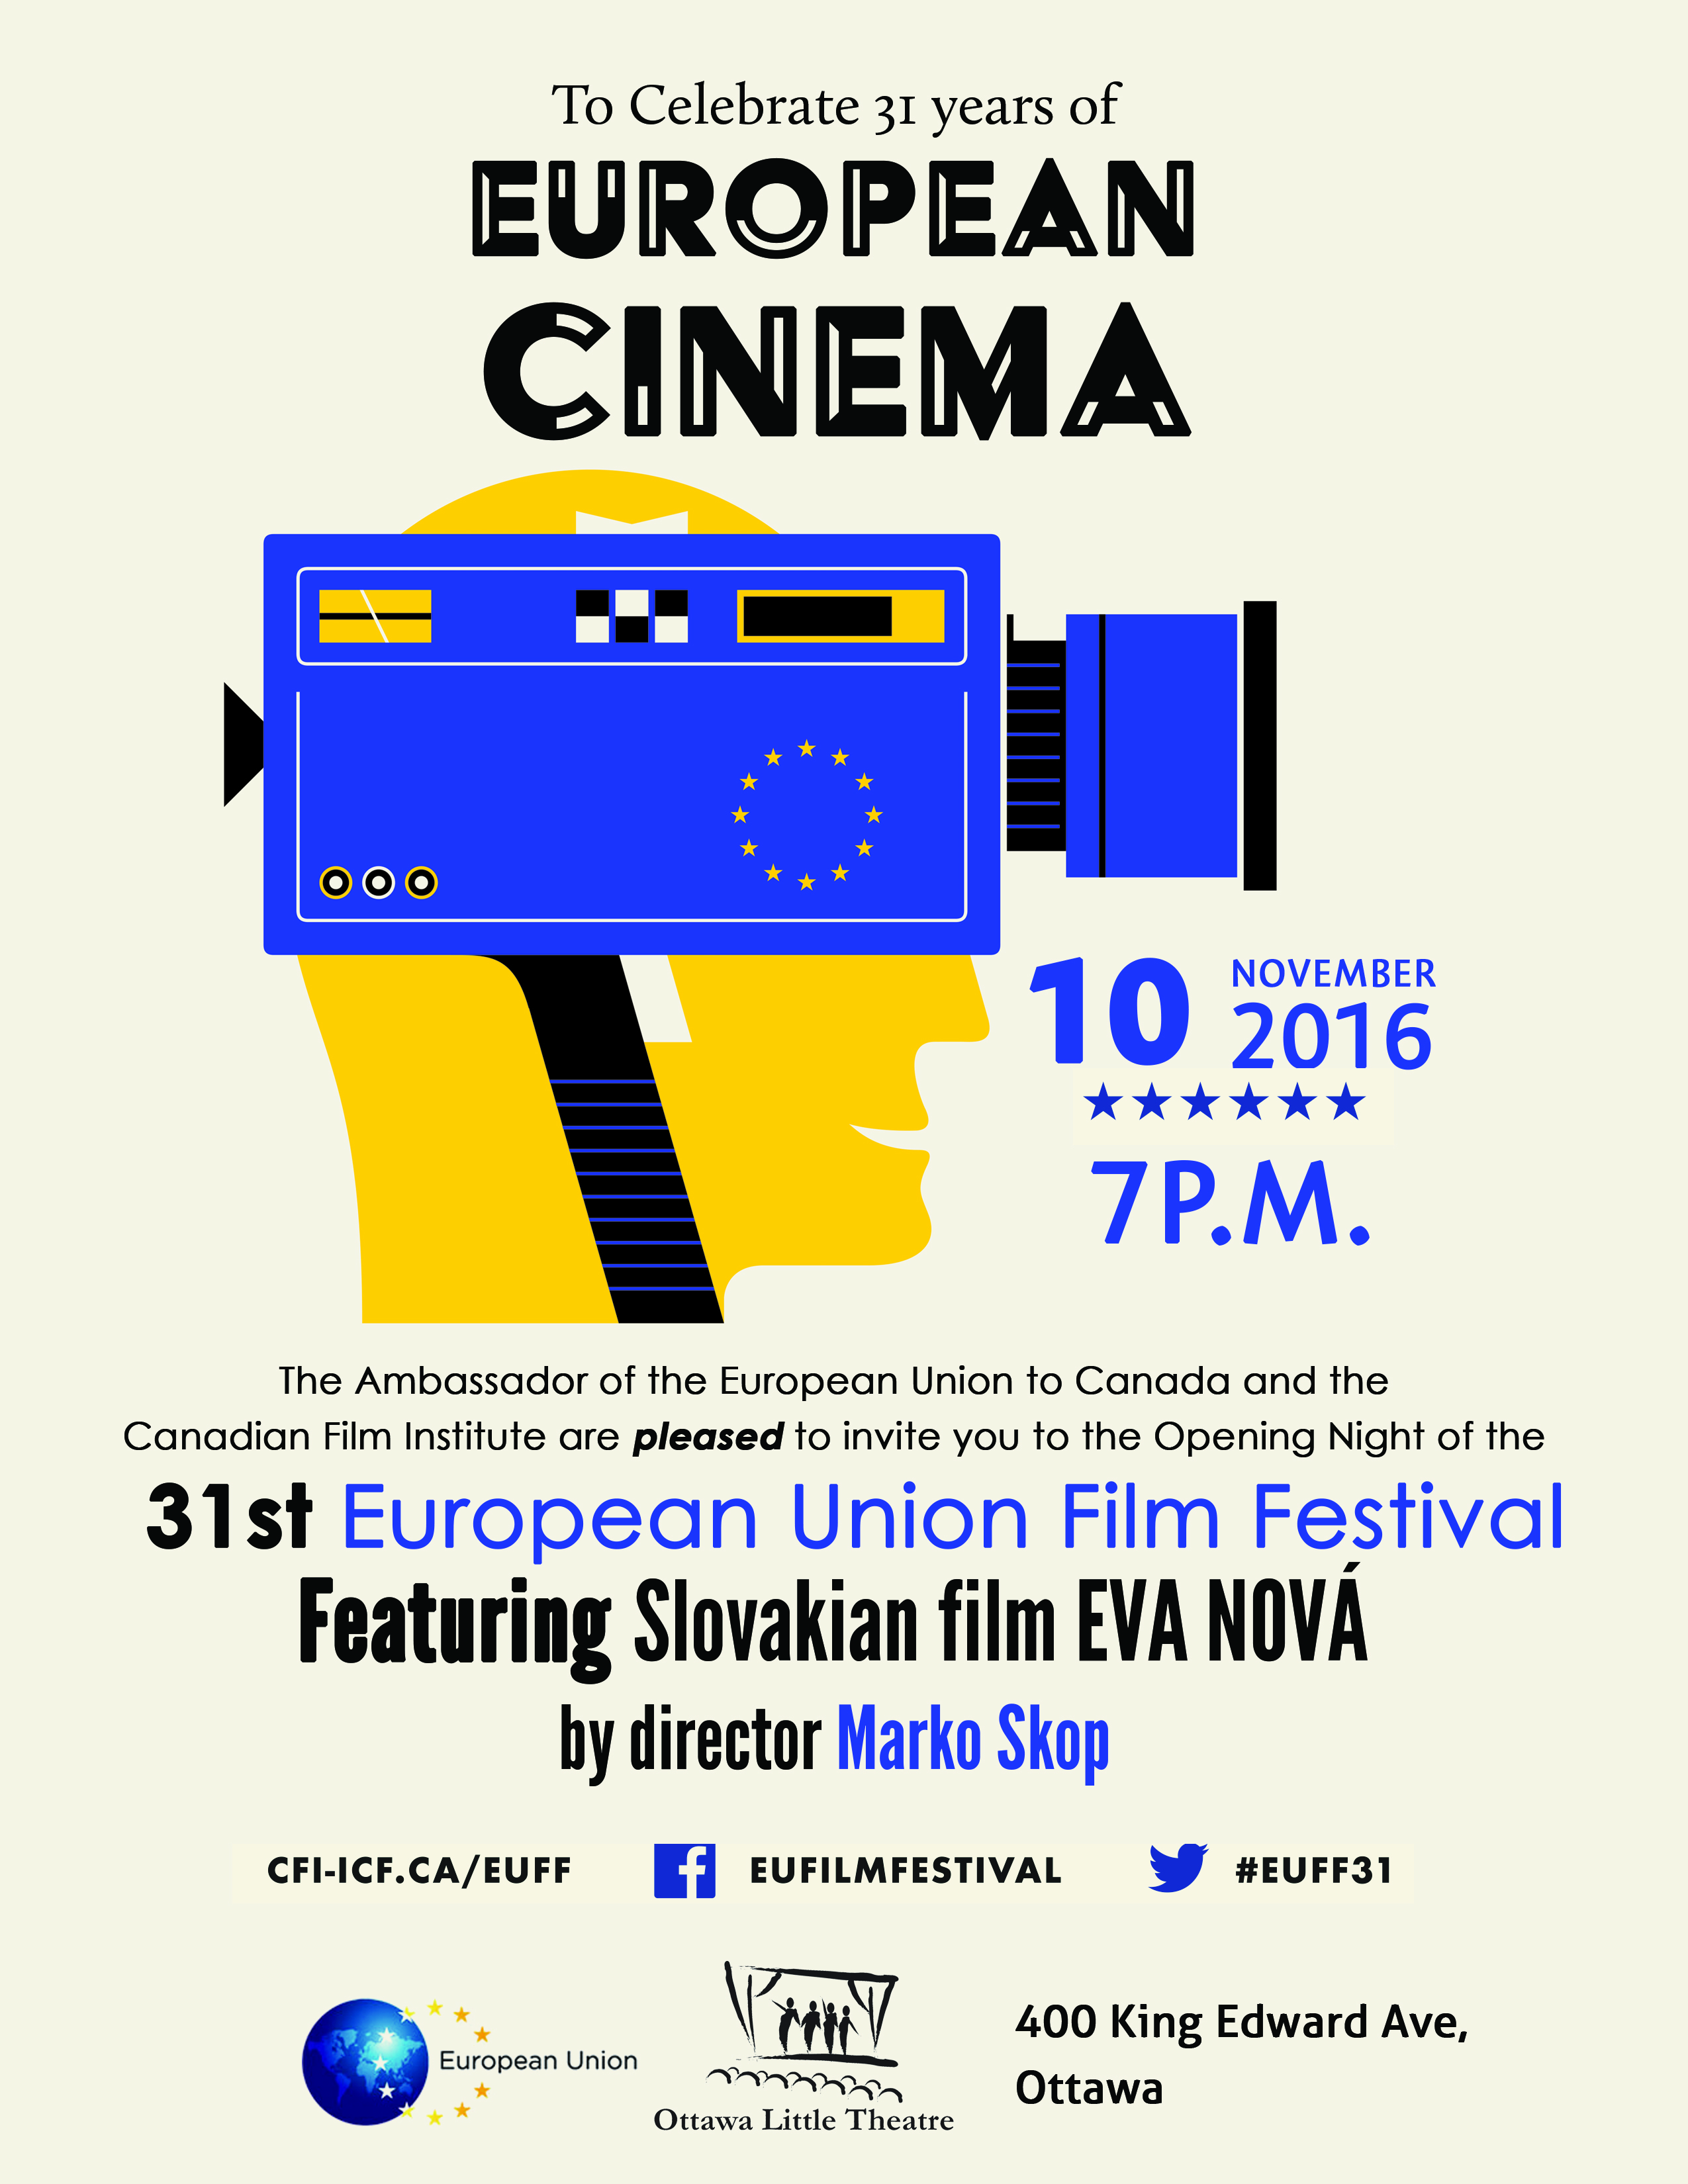 To Celebrate 31 years of
EUROPEAN
CINEMA
10 NOVEMBER
2016
7P.M.
The Ambassador of the European Union to Canada and the
Canadian Film Institute are pleased to invite you to the Opening Night of the
31st European Union Film Festival
Featuring Slovakian film EVA NOVÁ
by director Marko Skop
CFI-ICF.CA/EUFF EUFILMFESTIVAL #EUFF31
European Union
Ottawa Little Theatre
400 King Edward Ave,
Ottawa